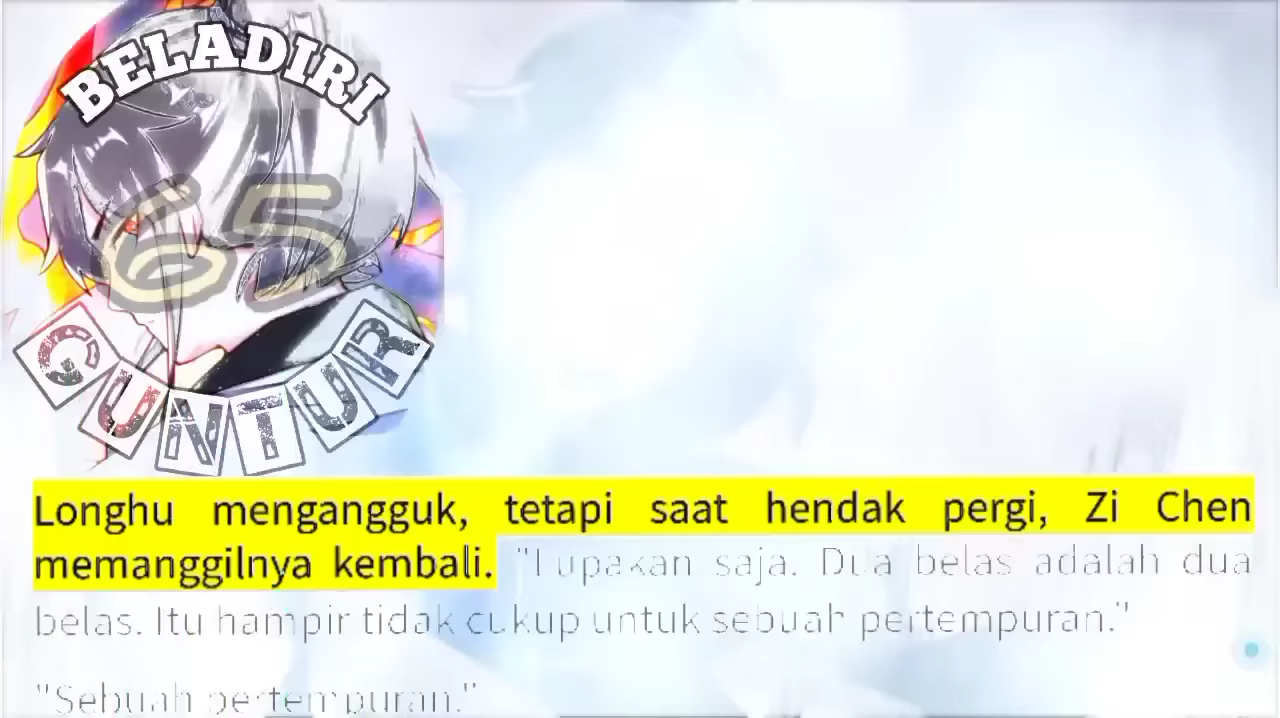 BELADIRI
65
GUNTUR
Longhu mengangguk, tetapi saat hendak pergi, Zi Chen
memanggilnya kembali. "Lupakan saja. Dua belas adalah dua
belas. Itu hampir tidak cukup untuk sebuah pertempuran."
"Sebuah pertempuran."